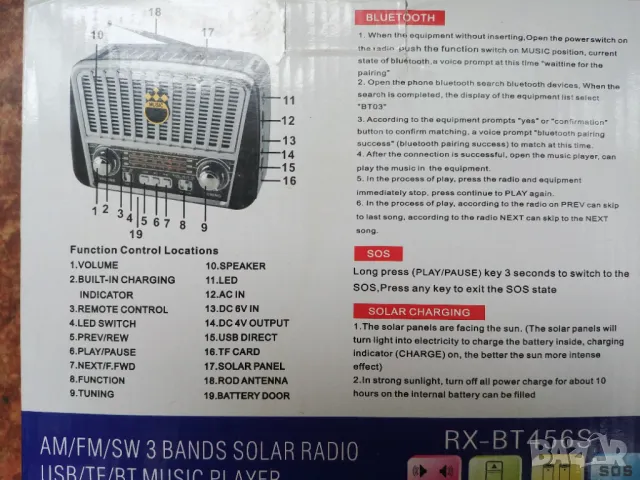 18
10
17
11
12
13
14
15
16
1 2 3 4 5 6 7 8 9
19
Function Control Locations
1.VOLUME
2.BUILT-IN CHARGING
INDICATOR
3.REMOTE CONTROL
4.LED SWITCH
5.PREV/REW
6.PLAY/PAUSE
7.NEXT/F.FWD
8.FUNCTION
9.TUNING
10.SPEAKER
11.LED
12.AC IN
13.DC 6V IN
14.DC 4V OUTPUT
15.USB DIRECT
16.TF CARD
17.SOLAR PANEL
18.ROD ANTENNA
19.BATTERY DOOR
BLUETOOTH
1. When the equipment without inserting,Open the power switch on
the radio push the function switch on MUSIC position, current
state of bluetooth,a voice prompt at this time "waitline for the
pairing"
2. Open the phone bluetooth search bluetooth devices, When the
search is completed, the display of the equipment list select
"BT03"
3. According to the equipment prompts "yes" or "confirmation"
button to confirm matching, a voice prompt "bluetooth pairing
success" (bluetooth pairing success) to match at this time.
4. After the connection is successful, open the music player, can
play the music in the equipment.
5. In the process of play, press the radio and equipment
immediately stop, press continue to PLAY again.
6. In the process of play, according to the radio on PREV can skip
to last song, according to the radio NEXT can skip to the NEXT
song.
SOS
Long press (PLAY/PAUSE) key 3 seconds to switch to the
SOS,Press any key to exit the SOS state
SOLAR CHARGING
1.The solar panels are facing the sun. (The solar panels will
turn light into electricity to charge the battery inside, charging
indicator (CHARGE) on, the better the sun more intense
effect)
2.In strong sunlight, turn off all power charge for about 10
hours on the internal battery can be filled
AM/FM/SW 3 BANDS SOLAR RADIO
USB/TF/BT MUSIC PLAYER
RX-BT456S
BAZAR
SOS